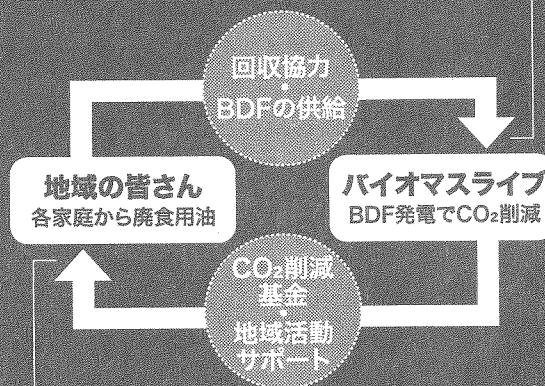 回収協力
・
BDFの供給
地域の皆さん
各家庭から廃食用油
バイオマスライブ
BDF発電でCO₂削減
CO₂削減
基金
・
地域活動
サポート